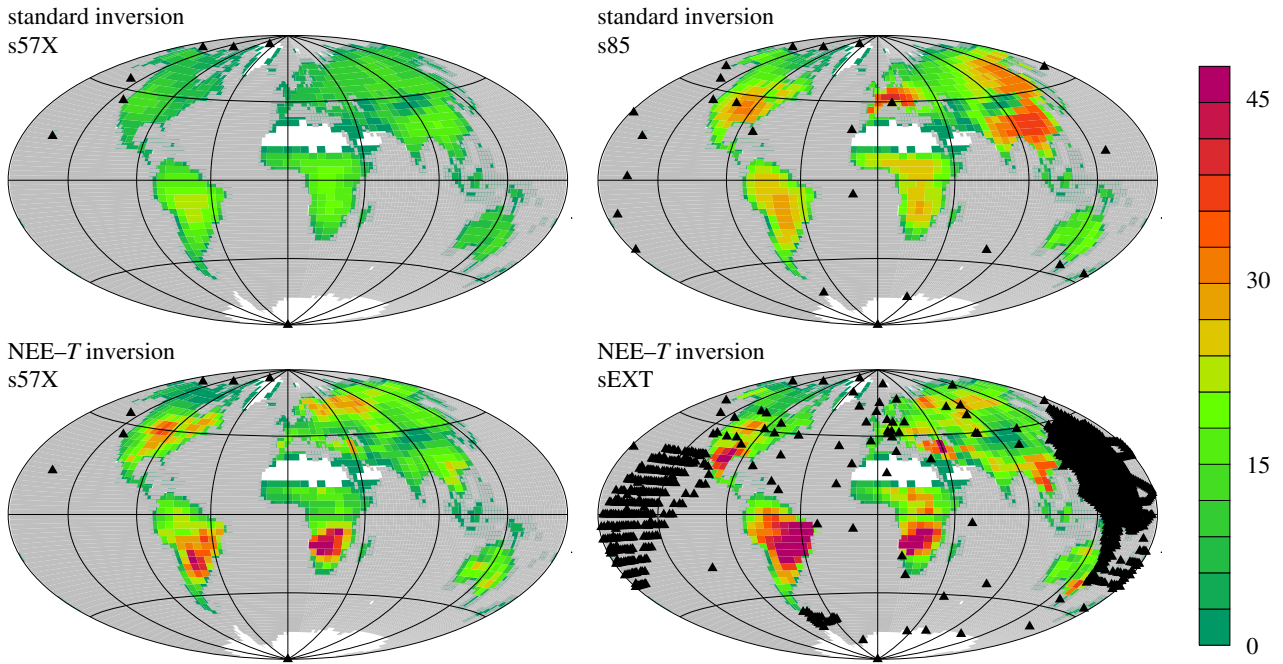 standard inversion
s57X
standard inversion
s85
NEE–T inversion
s57X
NEE–T inversion
sEXT
45
30
15
0